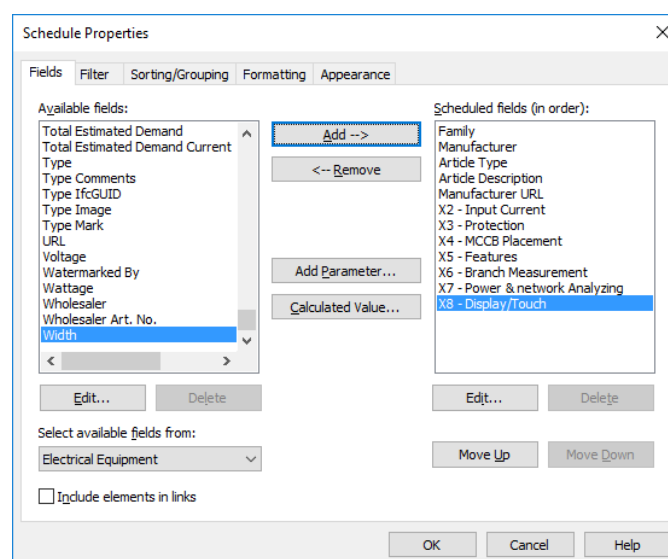 Schedule Properties
Fields Filter Sorting/Grouping Formatting Appearance
Available fields:
Total Estimated Demand
Total Estimated Demand Current
Type
Type Comments
Type IfcGUID
Type Image
Type Mark
URL
Voltage
Watermarked By
Wattage
Wholesaler
Wholesaler Art. No.
Width
Edit... Delete
Select available fields from:
Electrical Equipment
Include elements in links
Add -->
<-- Remove
Add Parameter...
Calculated Value...
Scheduled fields (in order):
Family
Manufacturer
Article Type
Article Description
Manufacturer URL
X2 - Input Current
X3 - Protection
X4 - MCCB Placement
X5 - Features
X6 - Branch Measurement
X7 - Power & network Analyzing
X8 - Display/Touch
Edit... Delete
Move Up Move Down
OK Cancel Help